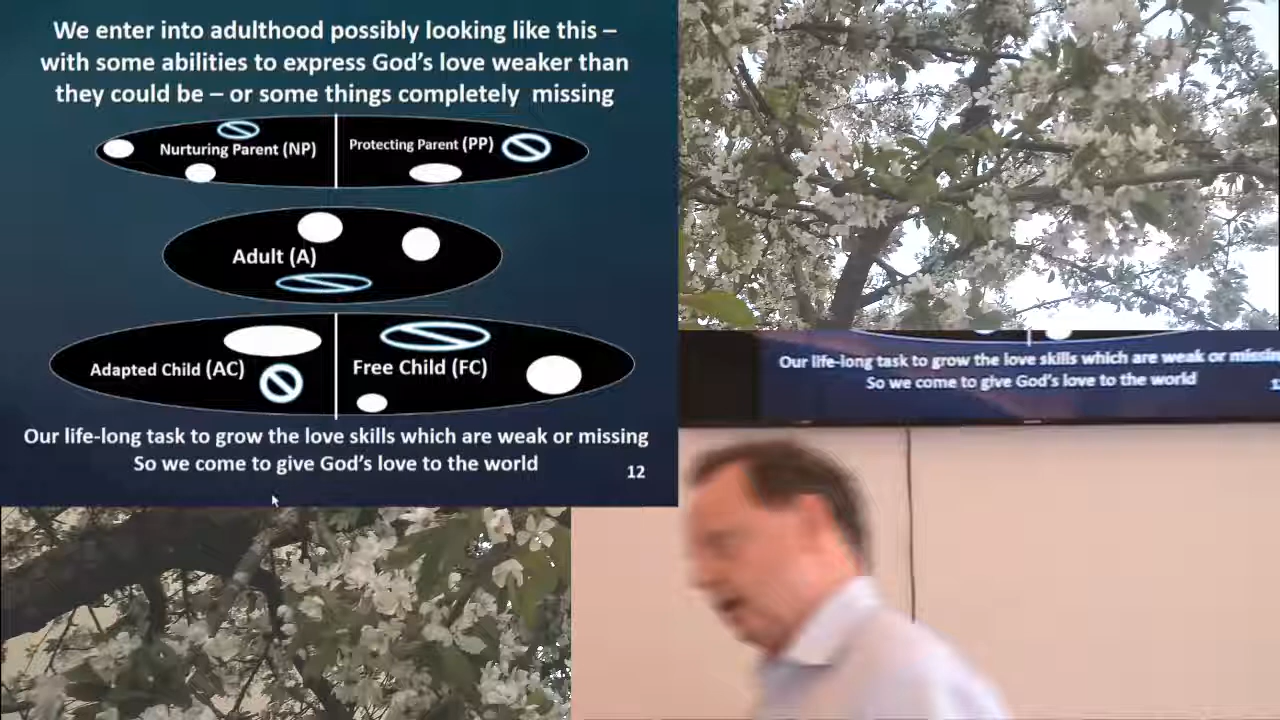 We enter into adulthood possibly looking like this –
with some abilities to express God's love weaker than
they could be – or some things completely missing
Nurturing Parent (NP)
Protecting Parent (PP)
Adult (A)
Adapted Child (AC)
Free Child (FC)
Our life-long task to grow the love skills which are weak or missing
So we come to give God's love to the world
12
Our life-long task to grow the love skills which are weak or missin
So we come to give God's love to the world